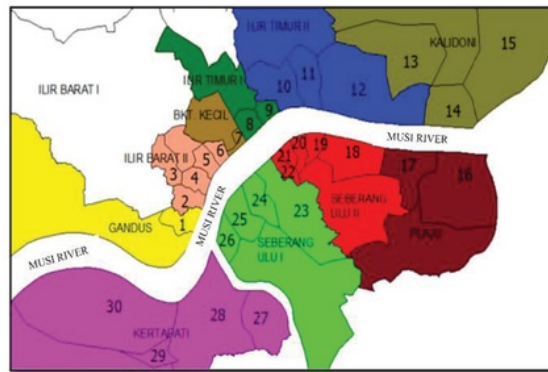 ILIR TIMUR II
KALIDONI
15
13
ILIR TIMUR I
10
11
12
14
ILIR BARAT I
BKT. KECIL
9
8
7
ILIR BARAT II
6
5
4
3
2
1
GANDUS
MUSI RIVER
MUSI RIVER
MUSI RIVER
20
19
18
21
22
17
16
SEBERANG
ULU II
24
23
25
26
SEBERANG
ULU I
30
28
27
KERTAPATI
29